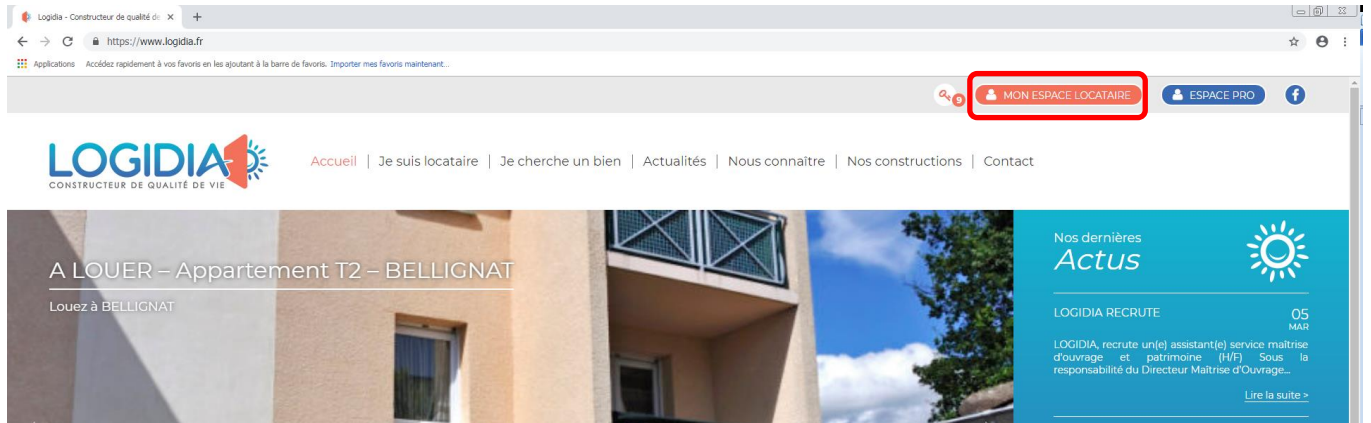 Logidia - Constructeur de qualité de
https://www.logidia.fr
Applications Accédez rapidement à vos favoris en les ajoutant à la barre de favoris. Importer mes favoris maintenant...
9 MON ESPACE LOCATAIRE ESPACE PRO f
LOGIDIA
CONSTRUCTEUR DE QUALITÉ DE VIE
Accueil | Je suis locataire | Je cherche un bien | Actualités | Nous connaître | Nos constructions | Contact
A LOUER – Appartement T2 – BELLIGNAT
Louez à BELLIGNAT
Nos dernières
Actus
LOGIDIA RECRUTE 05
MAR
LOGIDIA, recrute un(e) assistant(e) service maîtrise
d'ouvrage et patrimoine (H/F) Sous la
responsabilité du Directeur Maîtrise d'Ouvrage...
Lire la suite >